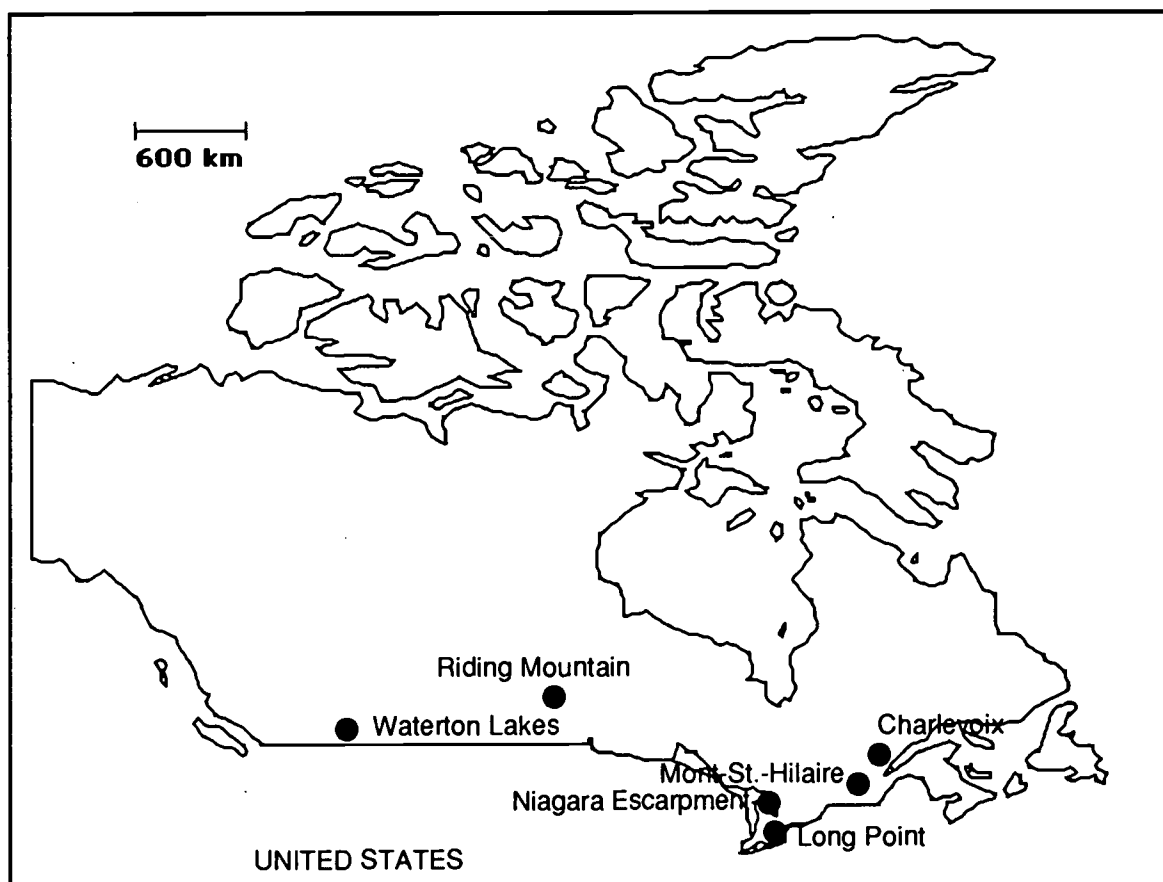 600 km
Riding Mountain
Waterton Lakes
Charlevoix
Mont-St.-Hilaire
Niagara Escarpment
Long Point
UNITED STATES